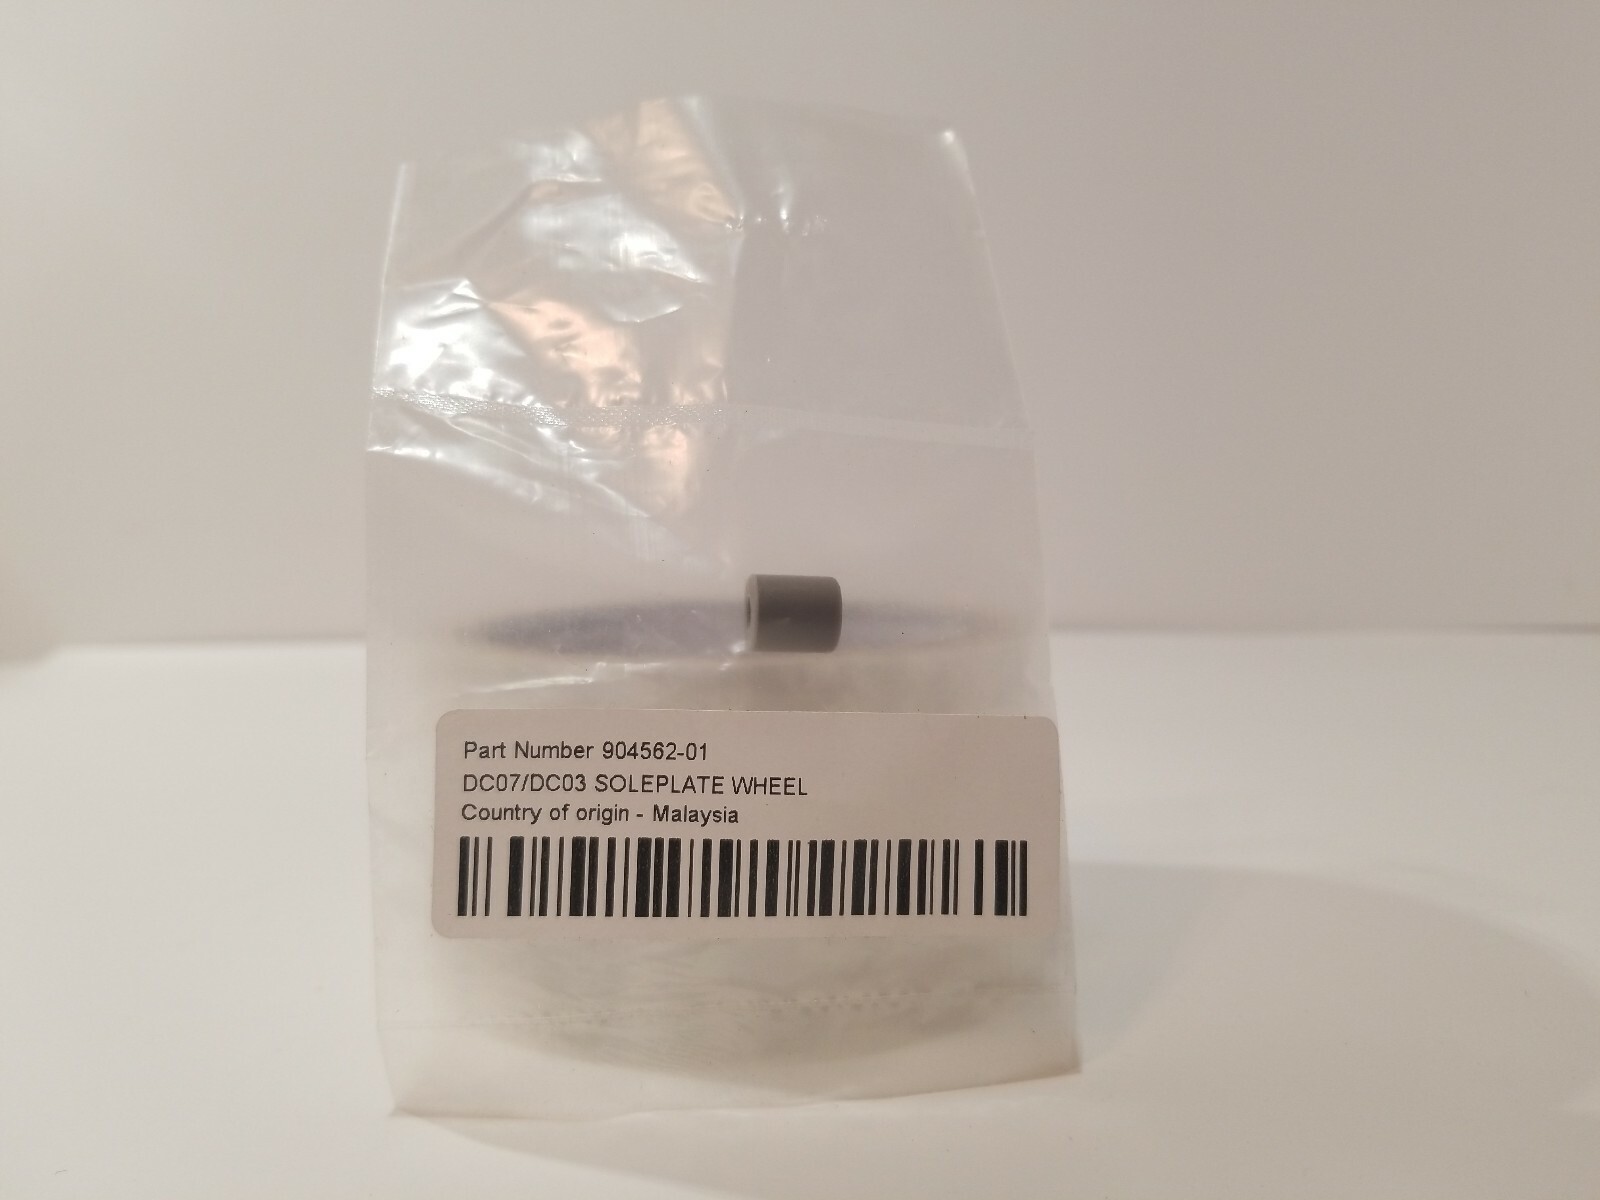 Part Number 904562-01
DC07/DC03 SOLEPLATE WHEEL
Country of origin - Malaysia